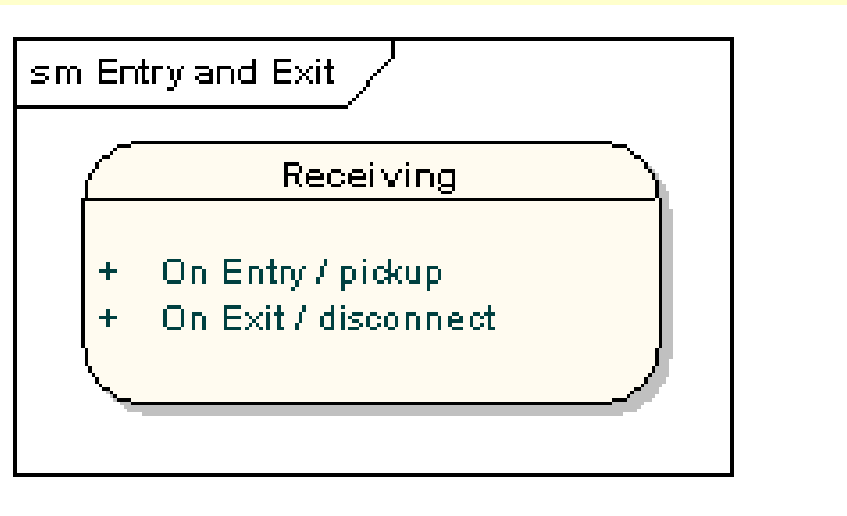 sm Entry and Exit
Receiving
+ On Entry / pickup
+ On Exit / disconnect